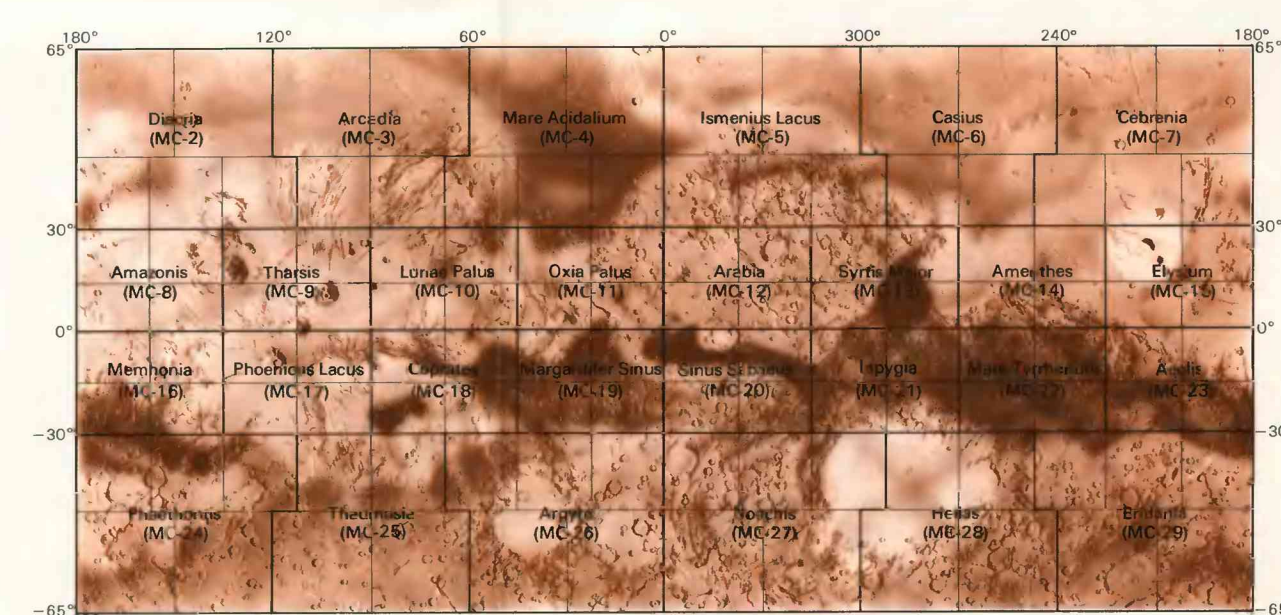 180° 120° 60° 0° 300° 240° 180°
65° 65°
Diacria Arcadia Mare Acidalium Ismenius Lacus Casius Cebrenia
(MC-2) (MC-3) (MC-4) (MC-5) (MC-6) (MC-7)
30° 30°
Amazonis Tharsis Lunae Palus Oxia Palus Arabia Syrtis Major Amenthes Elysium
(MC-8) (MC-9) (MC-10) (MC-11) (MC-12) (MC-13) (MC-14) (MC-15)
0° 0°
Memnonia Phoenicus Lacus Coprates Margaritifer Sinus Sinus Sabaeus Iapygia Mare Tyrrhenum Aeolis
(MC-16) (MC-17) (MC-18) (MC-19) (MC-20) (MC-21) (MC-22) (MC-23)
-30° -30
Phaethontis Thaumasia Argyre Noachis Hellas Eridania
(MC-24) (MC-25) (MC-26) (MC-27) (MC-28) (MC-29)
-65° -65